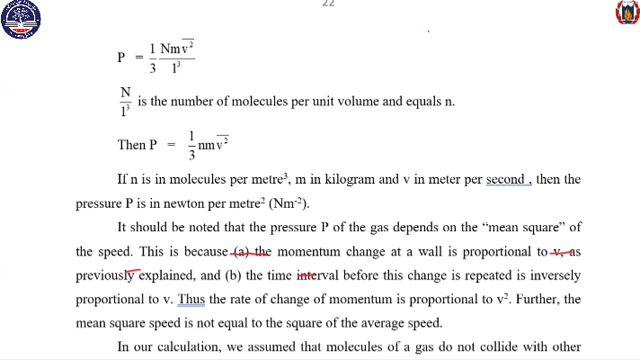 22
P = 1/3 Nm v̅²/l³
N/l³ is the number of molecules per unit volume and equals n.
Then P = 1/3 nm v̅²
If n is in molecules per metre³, m in kilogram and v in meter per second , then the
pressure P is in newton per metre² (Nm⁻²).
It should be noted that the pressure P of the gas depends on the “mean square” of
the speed. This is because (a) the momentum change at a wall is proportional to v, as
previously explained, and (b) the time interval before this change is repeated is inversely
proportional to v. Thus the rate of change of momentum is proportional to v². Further, the
mean square speed is not equal to the square of the average speed.
In our calculation, we assumed that molecules of a gas do not collide with other